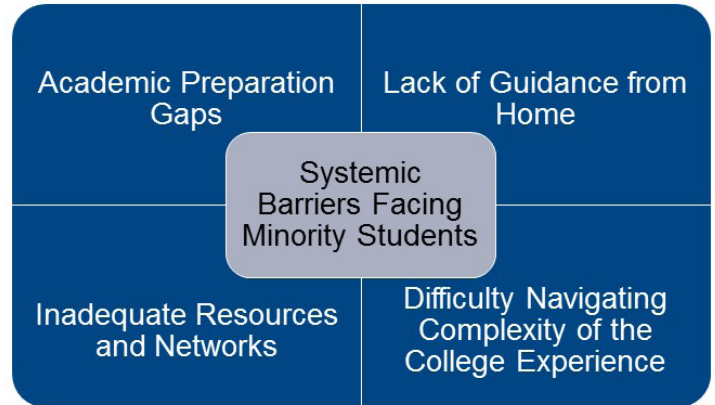 Academic Preparation
Gaps
Lack of Guidance from
Home
Systemic
Barriers Facing
Minority Students
Inadequate Resources
and Networks
Difficulty Navigating
Complexity of the
College Experience